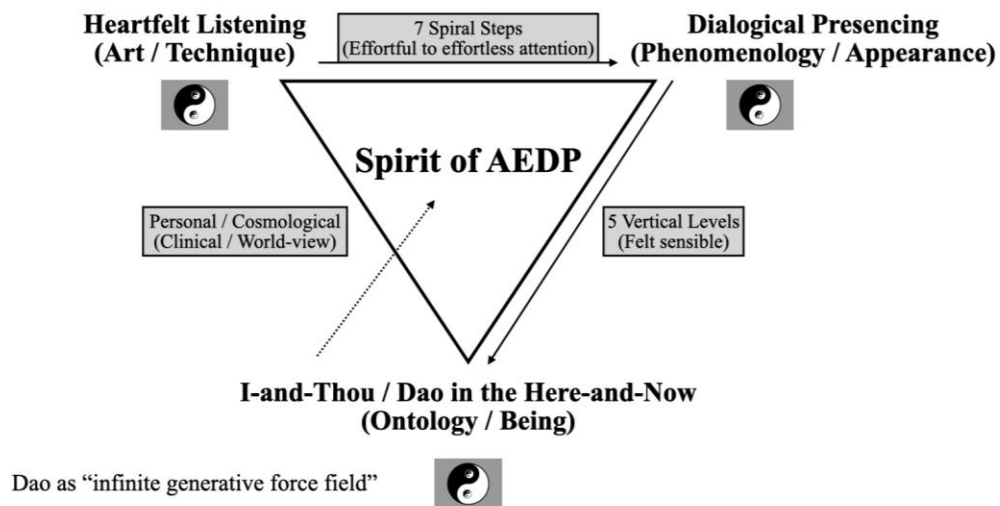 Heartfelt Listening
(Art / Technique)
7 Spiral Steps
(Effortful to effortless attention)
Dialogical Presencing
(Phenomenology / Appearance)
Spirit of AEDP
Personal / Cosmological
(Clinical / World-view)
5 Vertical Levels
(Felt sensible)
I-and-Thou / Dao in the Here-and-Now
(Ontology / Being)
Dao as “infinite generative force field”